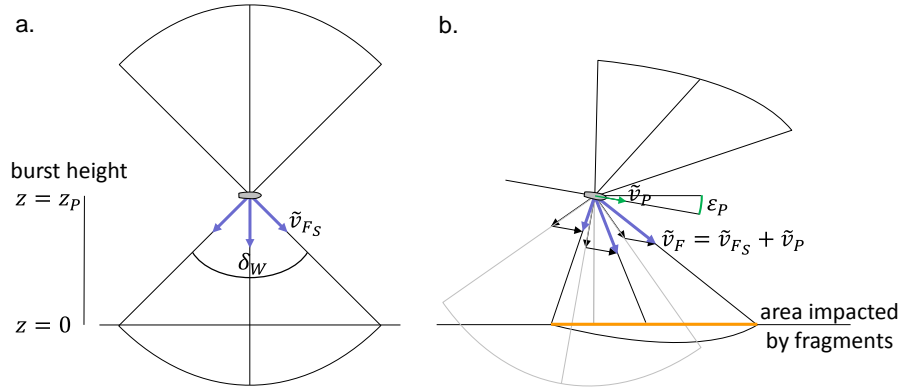 a.
b.
burst height
z = z_P
ṽ_{F_S}
δ_W
z = 0
ṽ_P
ε_P
ṽ_F = ṽ_{F_S} + ṽ_P
area impacted
by fragments